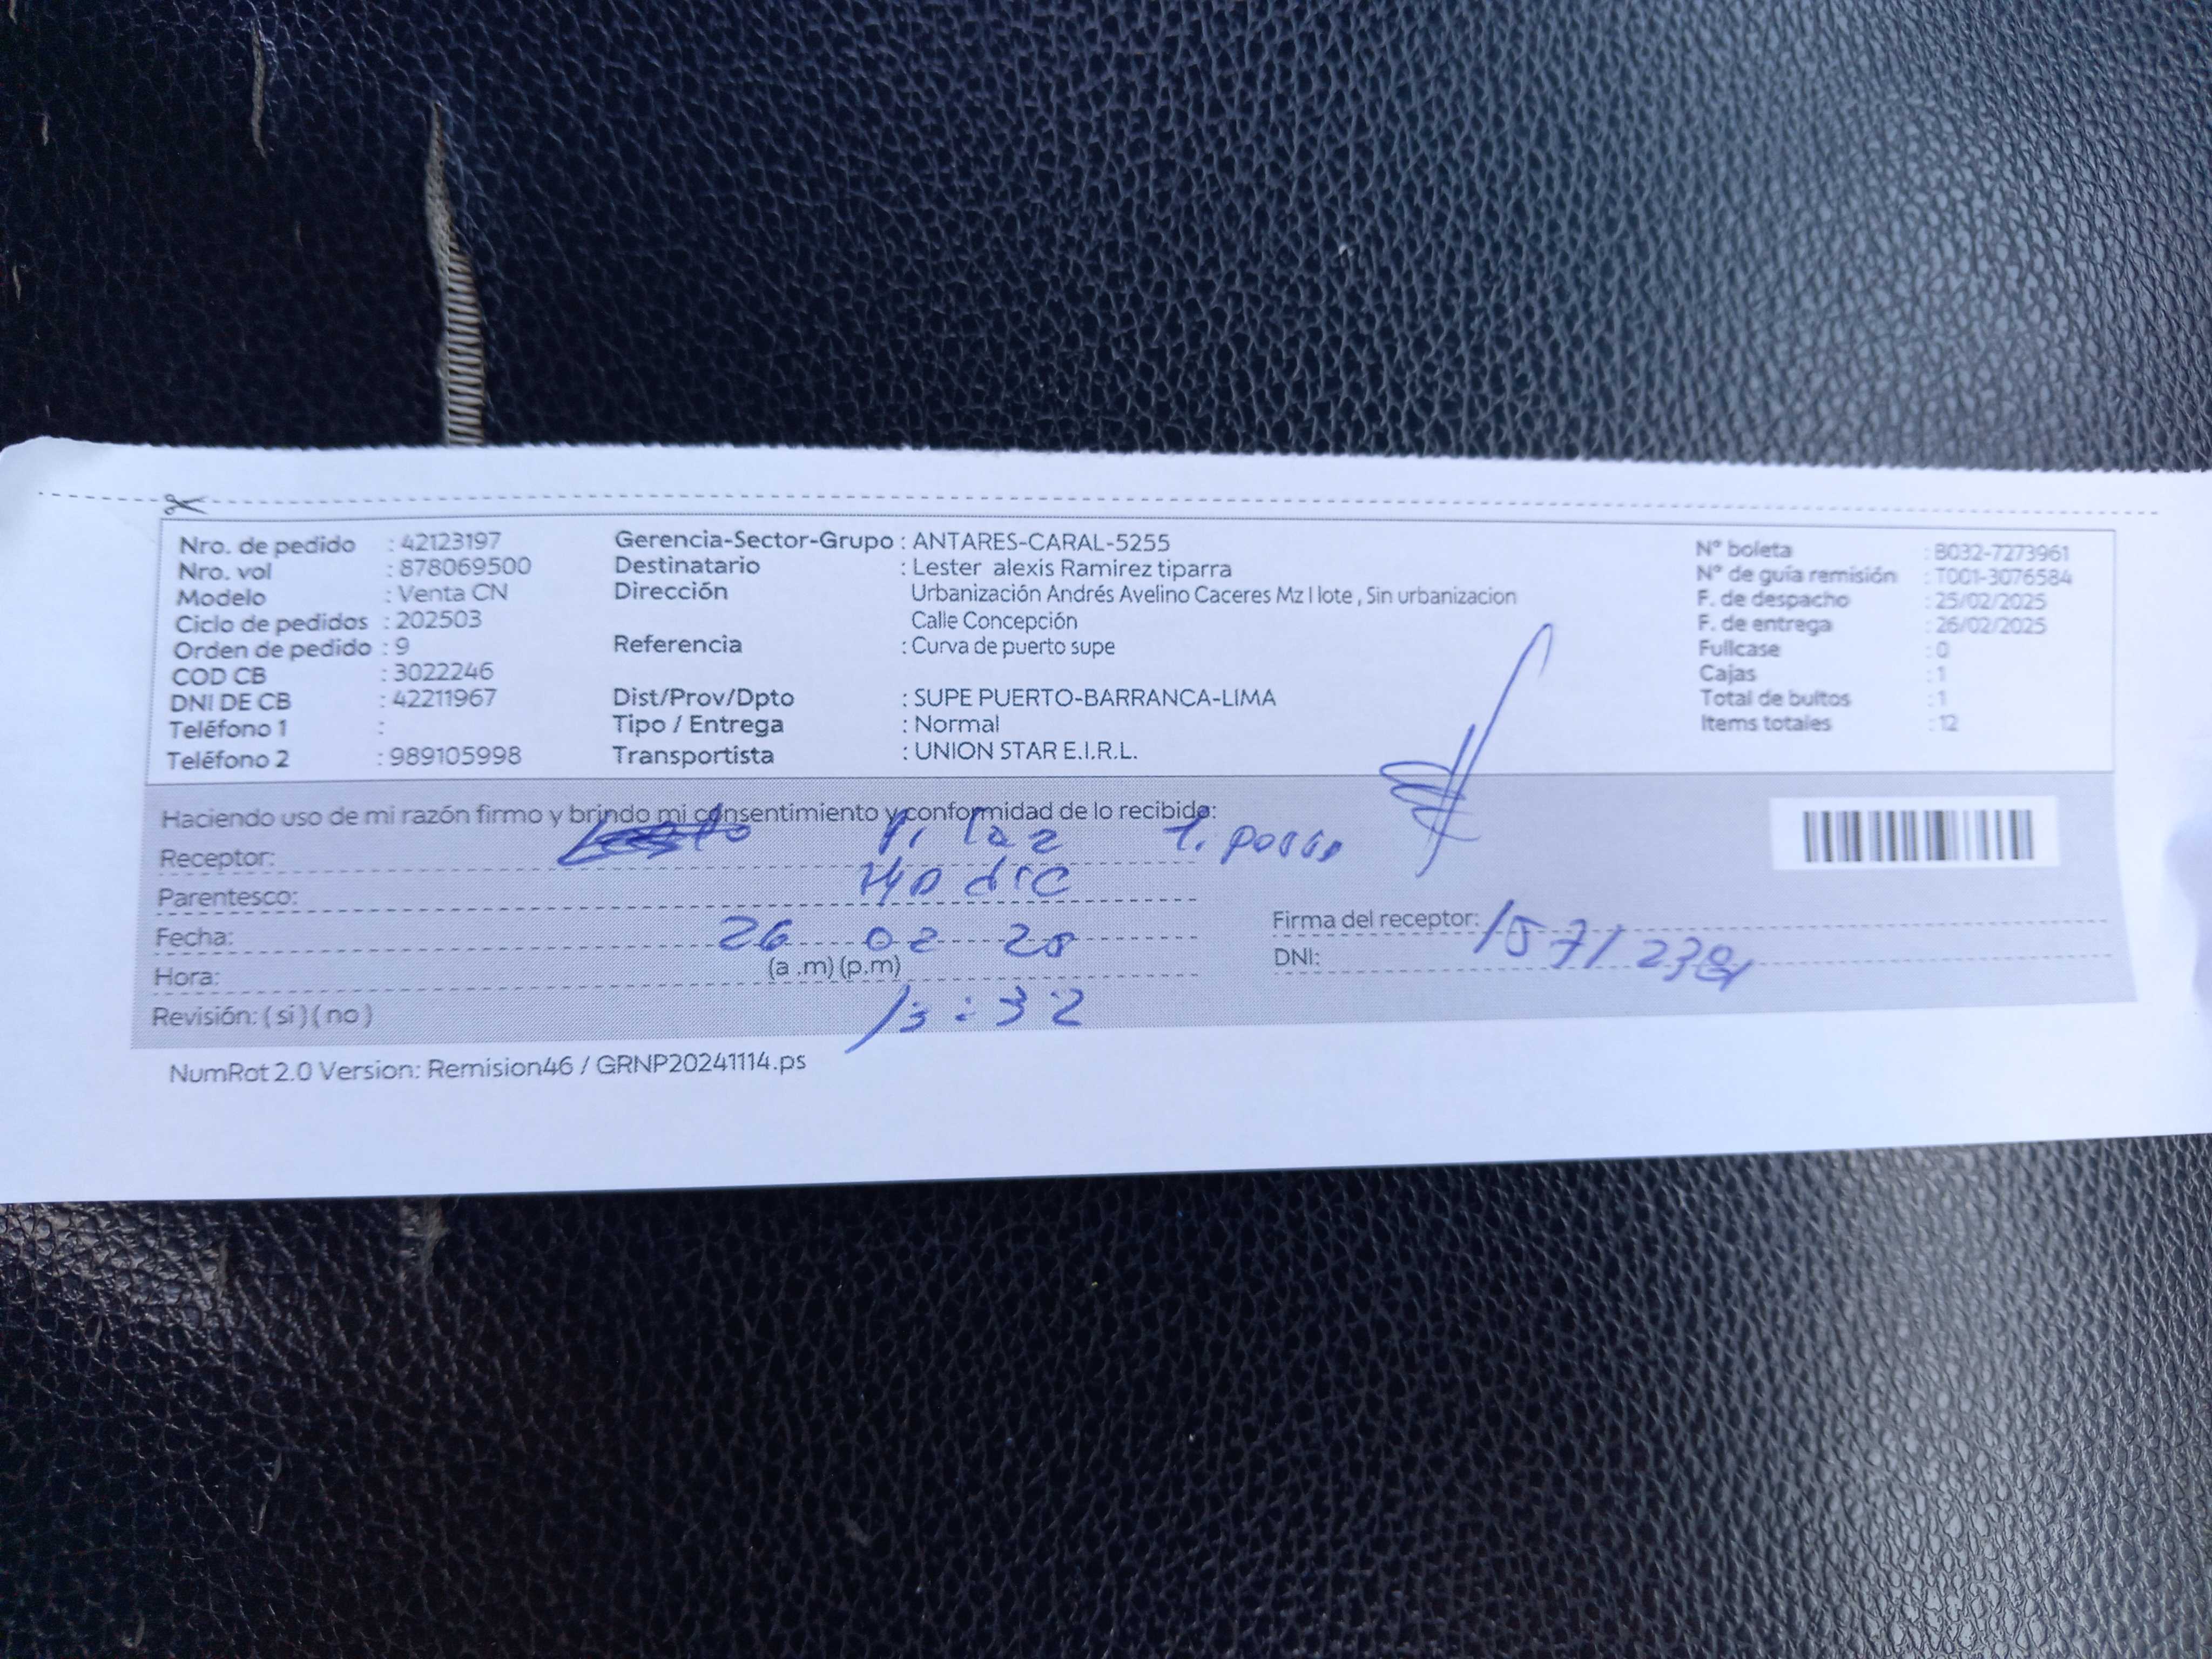 Nro. de pedido : 42123197
Nro. vol : 878069500
Modelo : Venta CN
Ciclo de pedidos : 202503
Orden de pedido : 9
COD CB : 3022246
DNI DE CB : 42211967
Teléfono 1 :
Teléfono 2 : 989105998
Gerencia-Sector-Grupo : ANTARES-CARAL-5255
Destinatario : Lester alexis Ramirez tiparra
Dirección Urbanización Andrés Avelino Caceres Mz I lote , Sin urbanizacion
Calle Concepción
Referencia : Curva de puerto supe
Dist/Prov/Dpto : SUPE PUERTO-BARRANCA-LIMA
Tipo / Entrega : Normal
Transportista : UNION STAR E.I.R.L.
N° boleta : B032-7273961
N° de guía remisión : T001-3076584
F. de despacho : 25/02/2025
F. de entrega : 26/02/2025
Fullcase : 0
Cajas : 1
Total de bultos : 1
Items totales : 12
Haciendo uso de mi razón firmo y brindo mi consentimiento y conformidad de lo recibido:
Receptor:
Parentesco:
Fecha: 26 02 25
Hora: (a .m) (p.m)
Revisión: ( si ) ( no ) 13:32
Firma del receptor:
DNI:
NumRot 2.0 Version: Remision46 / GRNP20241114.ps